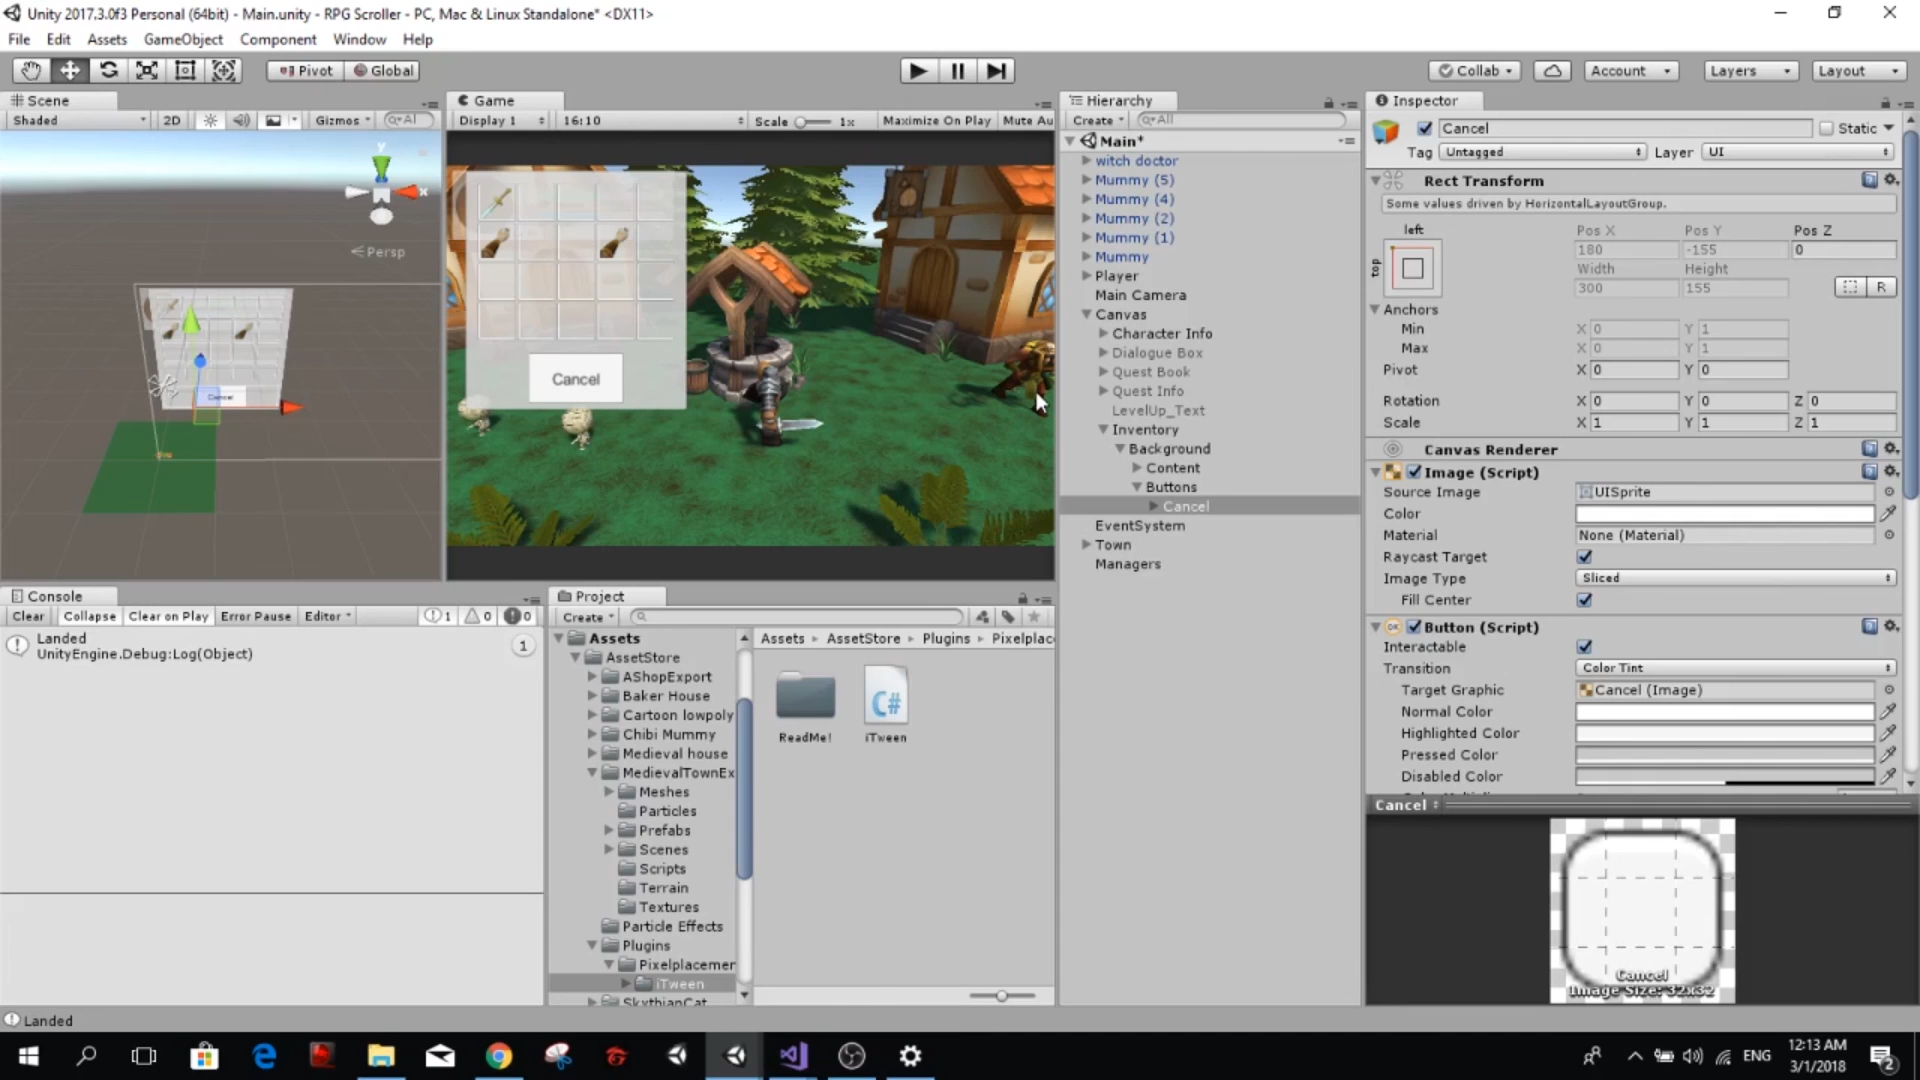 Unity 2017.3.0f3 Personal (64bit) - Main.unity - RPG Scroller - PC, Mac & Linux Standalone* <DX11>
File Edit Assets GameObject Component Window Help
Pivot Global Collab Account Layers Layout
Scene
Shaded 2D Gizmos All
y
x
Persp
Cancel
Game
Display 1 16:10 Scale 1x Maximize On Play Mute Au
Cancel
Hierarchy
Create All
Main*
witch doctor
Mummy (5)
Mummy (4)
Mummy (2)
Mummy (1)
Mummy
Player
Main Camera
Canvas
Character Info
Dialogue Box
Quest Book
Quest Info
LevelUp_Text
Inventory
Background
Content
Buttons
Cancel
EventSystem
Town
Managers
Inspector
Cancel Static
Tag Untagged Layer UI
Rect Transform
Some values driven by HorizontalLayoutGroup.
left Pos X Pos Y Pos Z
top 180 -155 0
Width Height
300 155 R
Anchors
Min X 0 Y 1
Max X 0 Y 1
Pivot X 0 Y 0
Rotation X 0 Y 0 Z 0
Scale X 1 Y 1 Z 1
Canvas Renderer
Image (Script)
Source Image UISprite
Color
Material None (Material)
Raycast Target
Image Type Sliced
Fill Center
Button (Script)
Interactable
Transition Color Tint
Target Graphic Cancel (Image)
Normal Color
Highlighted Color
Pressed Color
Disabled Color
Cancel
Cancel
Image Size: 32x32
Console
Clear Collapse Clear on Play Error Pause Editor 1 0 0
Landed
UnityEngine.Debug:Log(Object) 1
Project
Create
Assets
AssetStore
AShopExport
Baker House
Cartoon lowpoly
Chibi Mummy
Medieval house
MedievalTownEx
Meshes
Particles
Prefabs
Scenes
Scripts
Terrain
Textures
Particle Effects
Plugins
Pixelplacemer
iTween
SkythianCat
Assets AssetStore Plugins Pixelplac
ReadMe! iTween
Landed
ENG 12:13 AM
3/1/2018 2